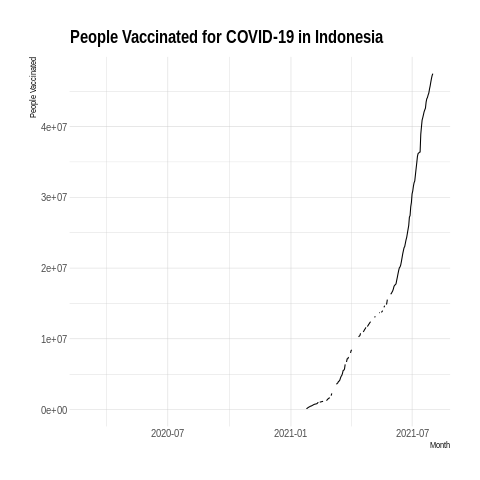 People Vaccinated for COVID-19 in Indonesia
People Vaccinated
4e+07
3e+07
2e+07
1e+07
0e+00
2020-07
2021-01
2021-07
Month